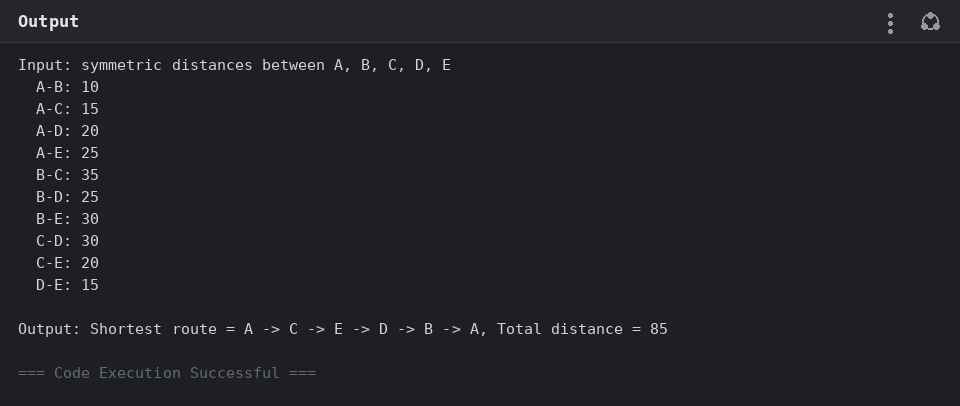 Output
Input: symmetric distances between A, B, C, D, E
A-B: 10
A-C: 15
A-D: 20
A-E: 25
B-C: 35
B-D: 25
B-E: 30
C-D: 30
C-E: 20
D-E: 15
Output: Shortest route = A -> C -> E -> D -> B -> A, Total distance = 85
=== Code Execution Successful ===